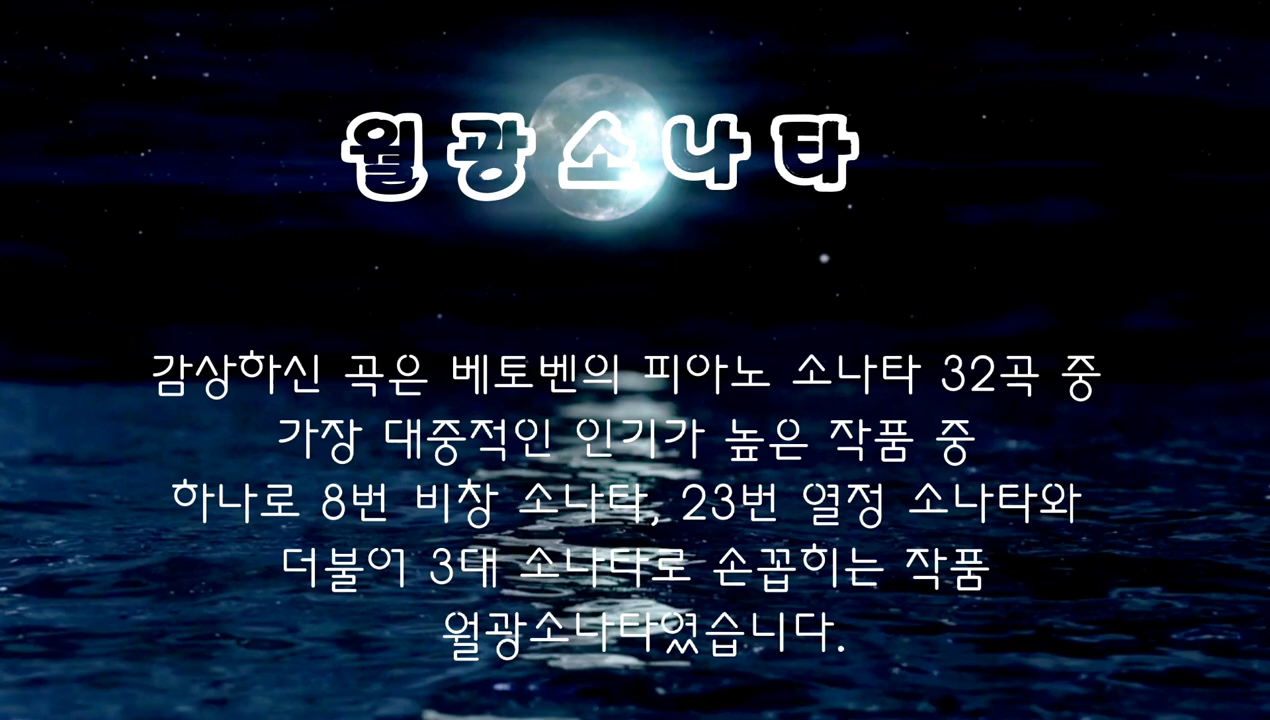 월광소나타
감상하신 곡은 베토벤의 피아노 소나타 32곡 중
가장 대중적인 인기가 높은 작품 중
하나로 8번 비창 소나타, 23번 열정 소나타와
더불어 3대 소나타로 손꼽히는 작품
월광소나타였습니다.